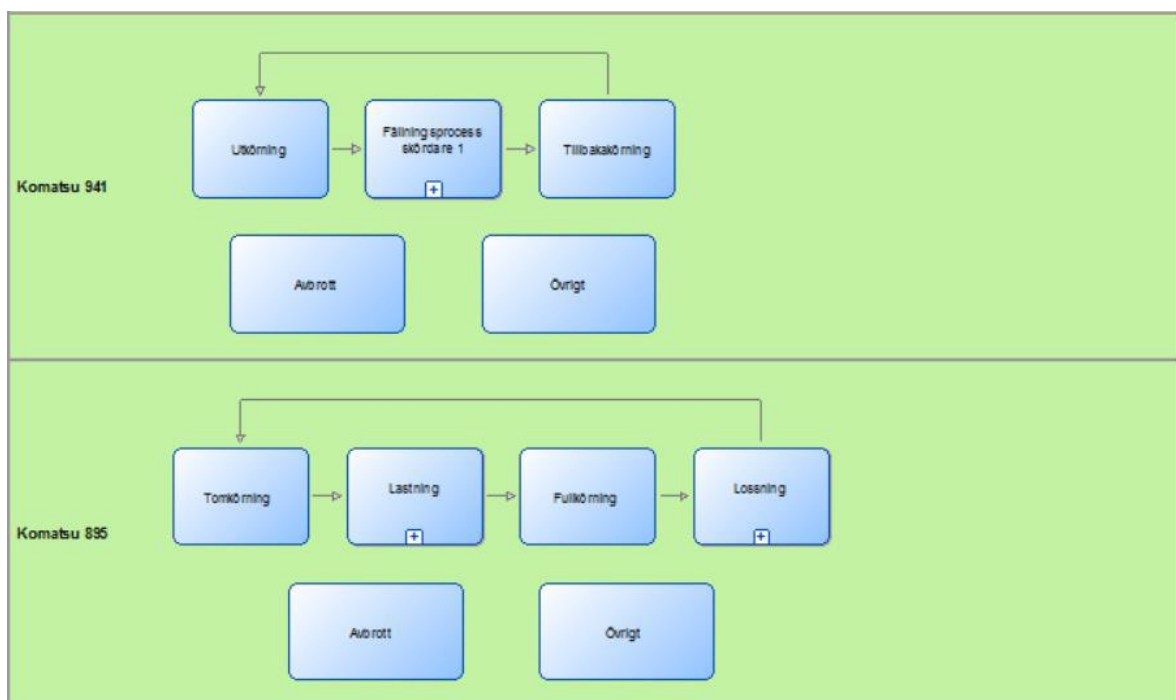 Komatsu 941
Utkörning
Fällningsprocess
skördare 1
Tillbakakörning
Avbrott
Övrigt
Komatsu 895
Tomkörning
Lastning
Fullkörning
Lossning
Avbrott
Övrigt